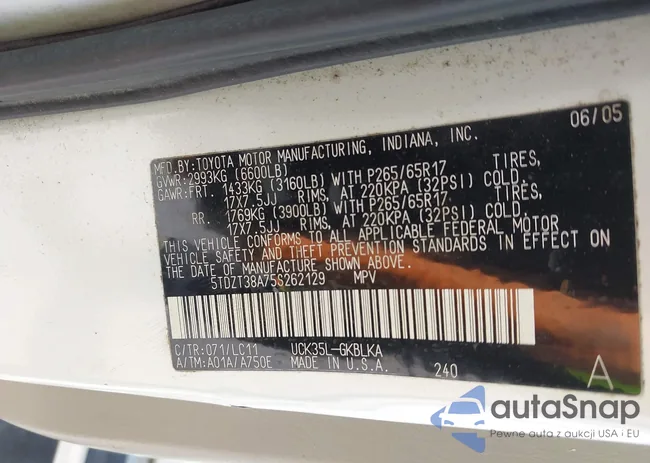 06/05
MFD.BY:TOYOTA MOTOR MANUFACTURING, INDIANA, INC.
GVWR:2993KG (6600LB)
GAWR:FRT 1433KG (3160LB) WITH P265/65R17 TIRES,
17X7.5JJ RIMS, AT 220KPA (32PSI) COLD.
RR. 1769KG (3900LB) WITH P265/65R17 TIRES,
17X7.5JJ RIMS, AT 220KPA (32PSI) COLD.
THIS VEHICLE CONFORMS TO ALL APPLICABLE FEDERAL MOTOR
VEHICLE SAFETY AND THEFT PREVENTION STANDARDS IN EFFECT ON
THE DATE OF MANUFACTURE SHOWN ABOVE.
5TDZT38A75S262129 MPV
C/TR:071/LC11 UCK35L-GKBLKA
A/TM:A01A/A750E MADE IN U.S.A. 240 A
autaSnap
Pewne auta z aukcji USA i EU